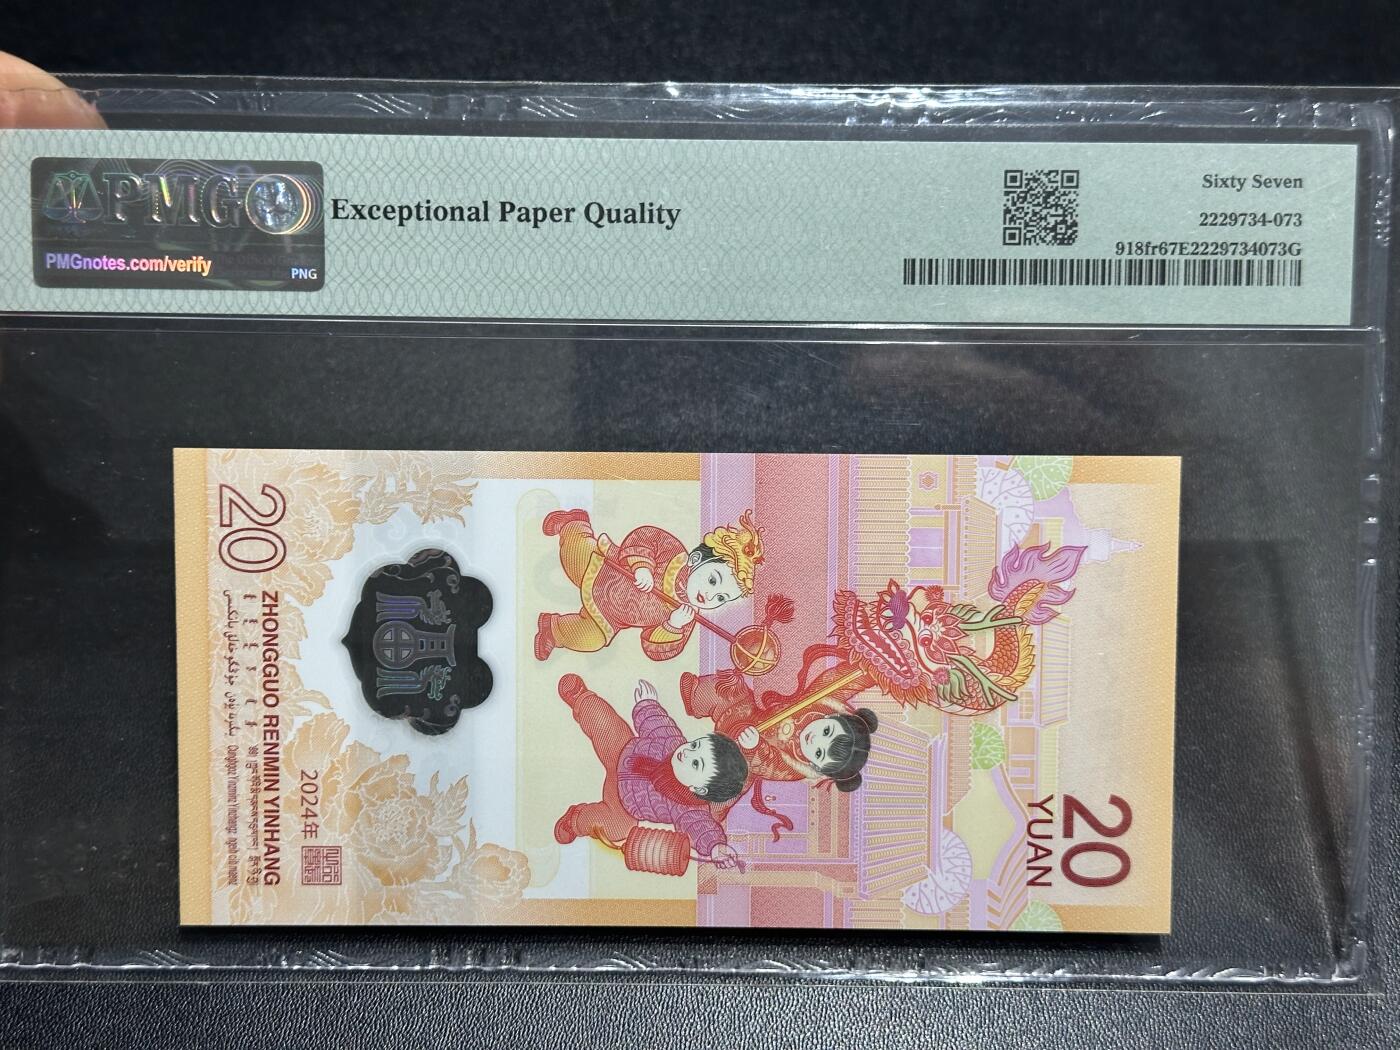 PMG
PMGnotes.com/verify
PNG
Exceptional Paper Quality
Sixty Seven
2229734-073
918fr67E2229734073G
20
YUAN
2024年
ZHONGGUO RENMIN YINHANG
20